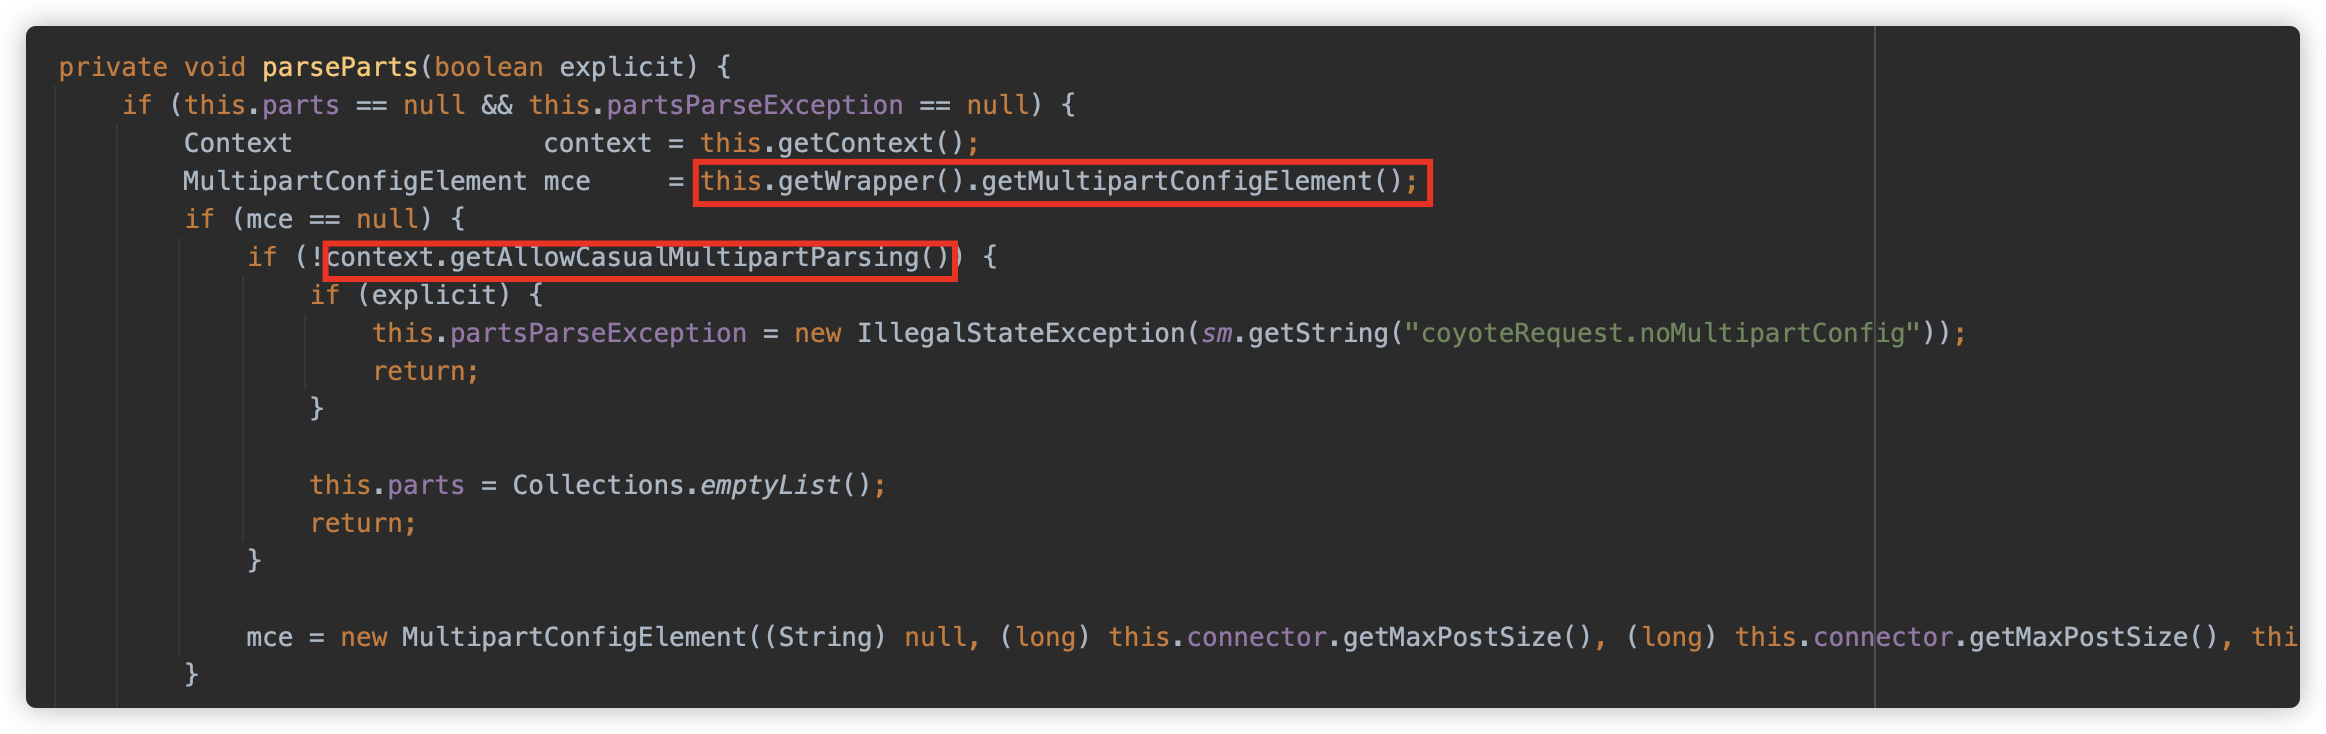 private void parseParts(boolean explicit) {
if (this.parts == null && this.partsParseException == null) {
Context context = this.getContext();
MultipartConfigElement mce = this.getWrapper().getMultipartConfigElement();
if (mce == null) {
if (!context.getAllowCasualMultipartParsing()) {
if (explicit) {
this.partsParseException = new IllegalStateException(sm.getString("coyoteRequest.noMultipartConfig"));
return;
}
this.parts = Collections.emptyList();
return;
}
mce = new MultipartConfigElement((String) null, (long) this.connector.getMaxPostSize(), (long) this.connector.getMaxPostSize(), thi
}